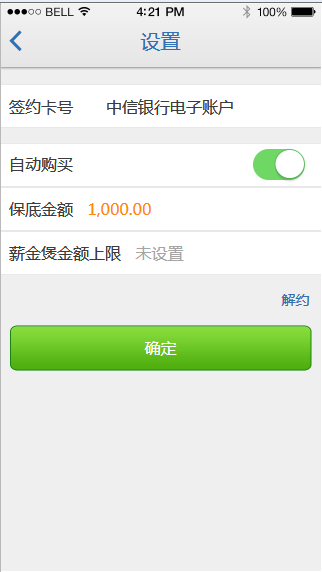 BELL 4:21 PM 100%
设置
签约卡号 中信银行电子账户
自动购买
保底金额 1,000.00
薪金煲金额上限 未设置
解约
确定